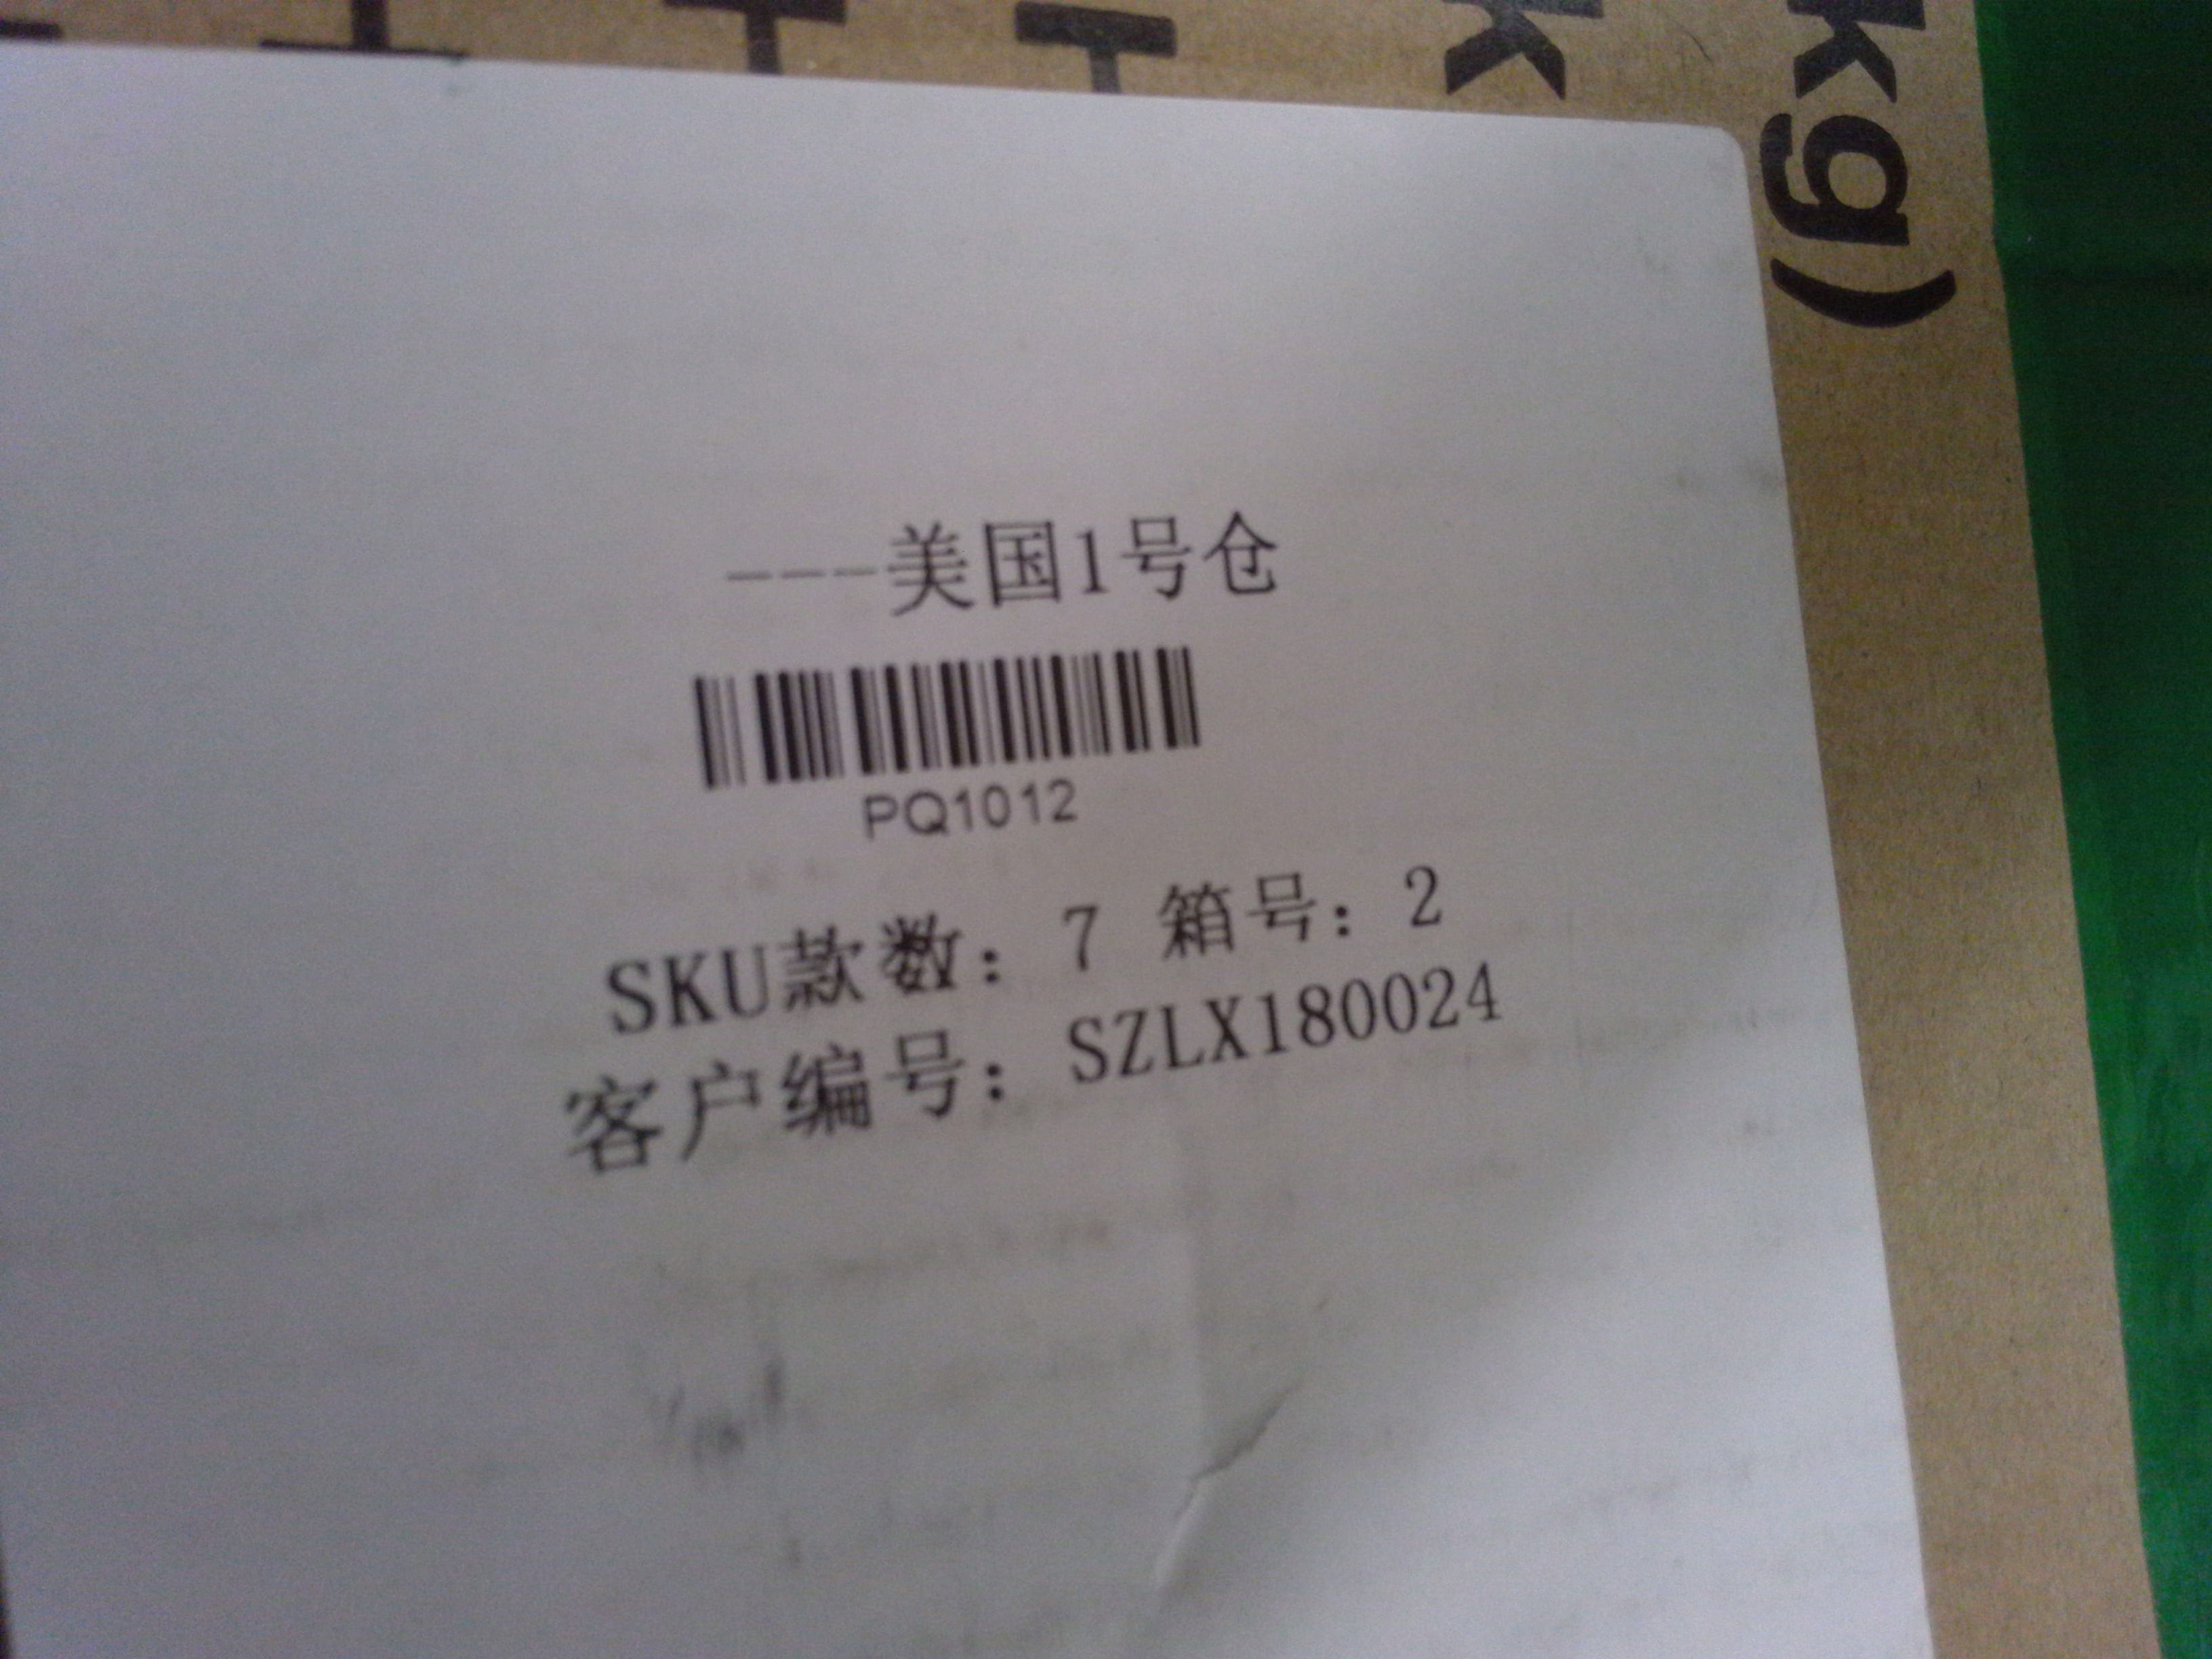 ---美国1号仓
PQ1012
SKU款数：7 箱号：2
客户编号：SZLX180024
kg)
k